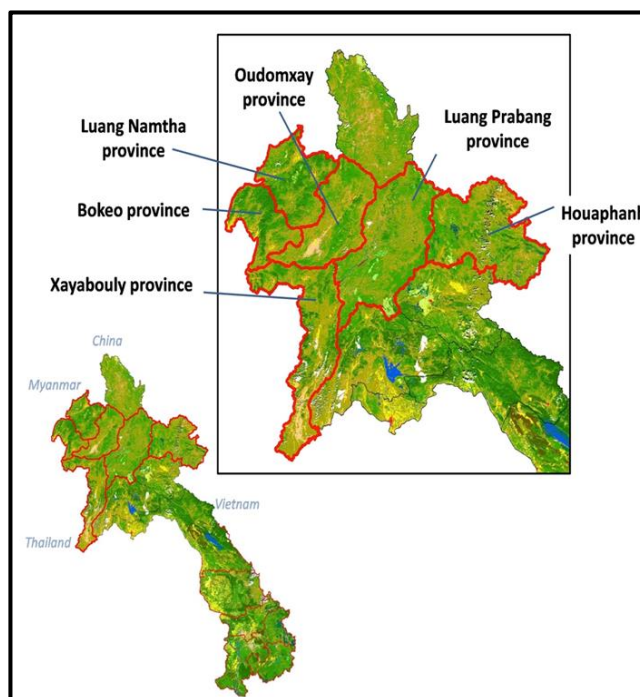 Oudomxay
province
Luang Namtha
province
Luang Prabang
province
Bokeo province
Houaphanh
province
Xayabouly province
China
Myanmar
Vietnam
Thailand